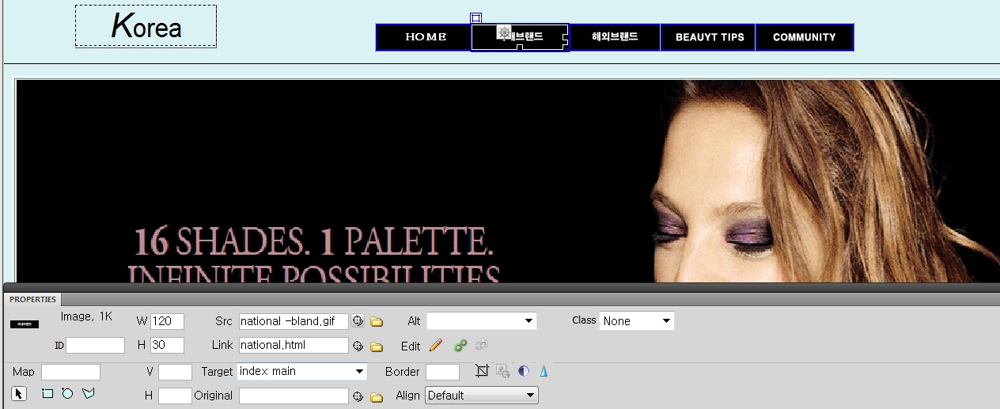 Korea
HOME
브랜드 해외브랜드 BEAUYT TIPS COMMUNITY
16 SHADES. 1 PALETTE.
INFINITE POSSIBILITIES
PROPERTIES
Image, 1K W 120 Src national -bland.gif Alt Class None
ID H 30 Link national.html Edit
Map V Target index main Border
H Original Align Default